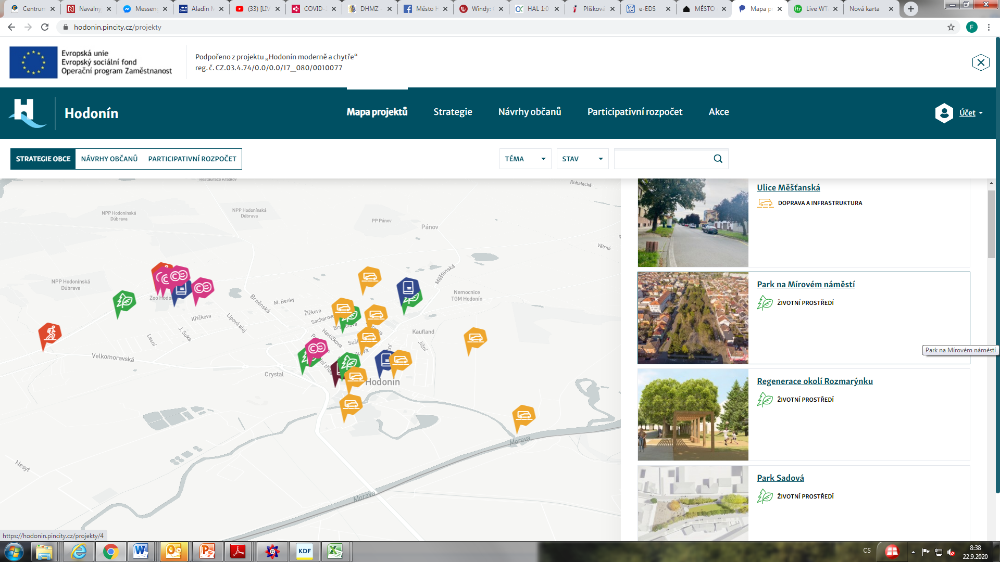 Centrum
Navalny
Messeng
Aladin
(33) [LIV
COVID-
DHMZ -
Město H
Windy:
HAL 1:0
Plíšková
e-EDS
MĚSTO
Mapa p
Live WT
Nová karta
hodonin.pincity.cz/projekty
F
Evropská unie
Evropský sociální fond
Operační program Zaměstnanost
Podpořeno z projektu „Hodonín moderně a chytře“
reg. č. CZ.03.4.74/0.0/0.0/17_080/0010077
Hodonín
Mapa projektů
Strategie
Návrhy občanů
Participativní rozpočet
Akce
Účet
STRATEGIE OBCE
NÁVRHY OBČANŮ
PARTICIPATIVNÍ ROZPOČET
TÉMA
STAV
Rohatecká
NPP Hodonínská
Dúbrava
NPP Hodonínská
Dúbrava
PP Pánov
Pánov
Větrná
Měšťanská
NPP Hodonínská
Dúbrava
Nemocnice
TGM Hodonín
Brněnská
M. Benky
Žižkova
Křičkova
Lipová alej
Havlíčkova
Kaufland
Jižní
Lesní
J. Suka
Velkomoravská
Crystal
Hodonín
Morava
Nesyt
Morava
Ulice Měšťanská
DOPRAVA A INFRASTRUKTURA
Park na Mírovém náměstí
ŽIVOTNÍ PROSTŘEDÍ
Park na Mírovém náměstí
Regenerace okolí Rozmarýnku
ŽIVOTNÍ PROSTŘEDÍ
Park Sadová
ŽIVOTNÍ PROSTŘEDÍ
https://hodonin.pincity.cz/projekty/4
KDF
CS
8:38
22.9.2020